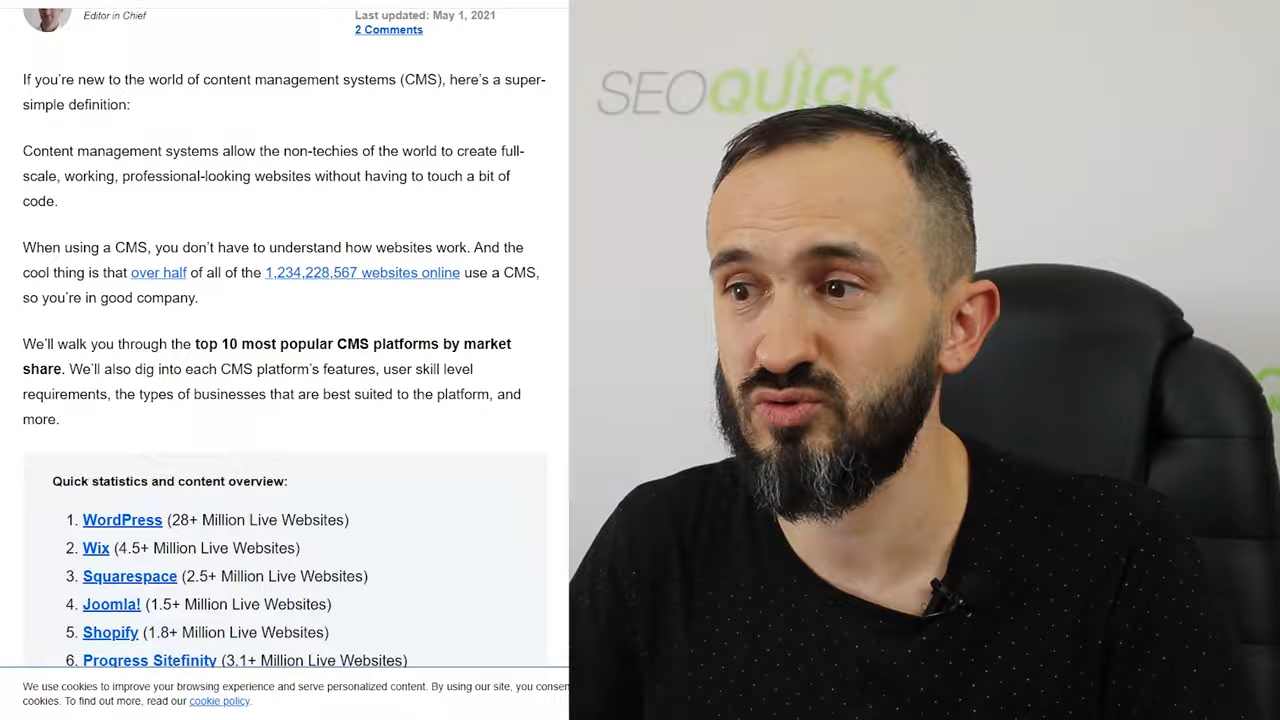 Editor in Chief
Last updated: May 1, 2021
2 Comments
If you're new to the world of content management systems (CMS), here's a super-
simple definition:
Content management systems allow the non-techies of the world to create full-
scale, working, professional-looking websites without having to touch a bit of
code.
When using a CMS, you don't have to understand how websites work. And the
cool thing is that over half of all of the 1,234,228,567 websites online use a CMS,
so you're in good company.
We'll walk you through the top 10 most popular CMS platforms by market
share. We'll also dig into each CMS platform's features, user skill level
requirements, the types of businesses that are best suited to the platform, and
more.
Quick statistics and content overview:
1. WordPress (28+ Million Live Websites)
2. Wix (4.5+ Million Live Websites)
3. Squarespace (2.5+ Million Live Websites)
4. Joomla! (1.5+ Million Live Websites)
5. Shopify (1.8+ Million Live Websites)
6. Progress Sitefinity (3.1+ Million Live Websites)
We use cookies to improve your browsing experience and serve personalized content. By using our site, you consen
cookies. To find out more, read our cookie policy.
SEOQUICK